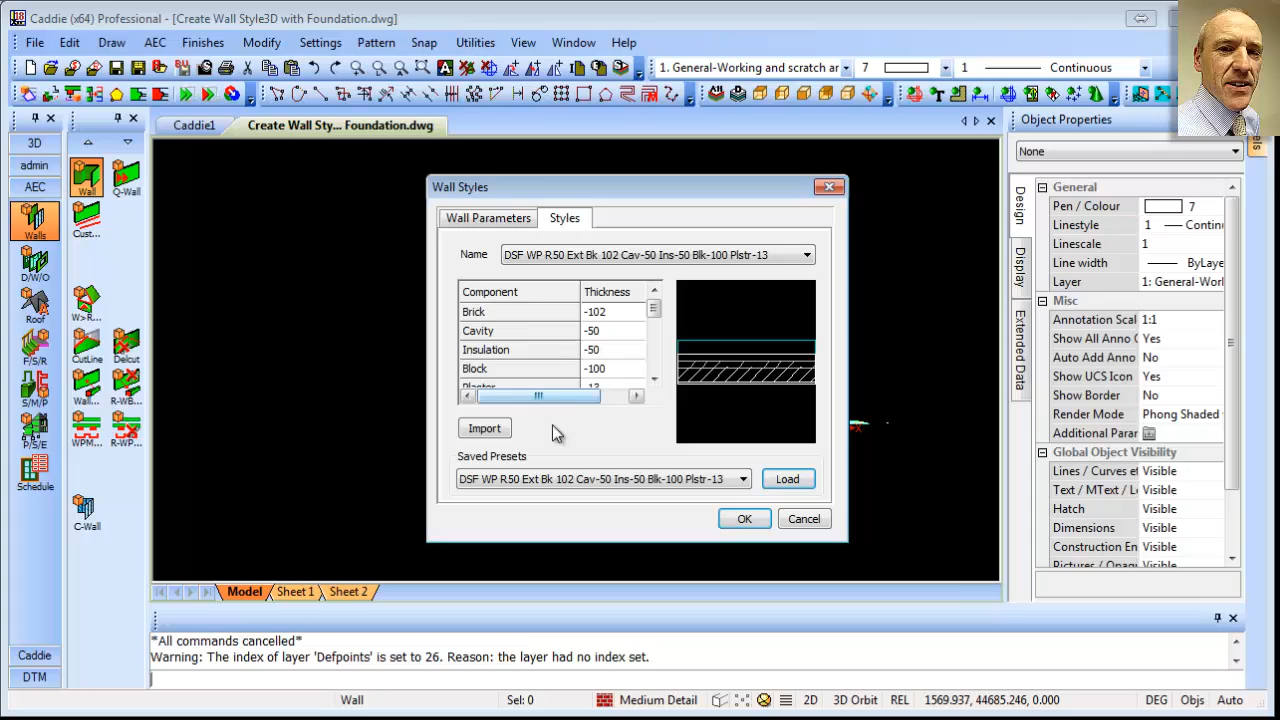 Caddie (x64) Professional - [Create Wall Style3D with Foundation.dwg]
File Edit Draw AEC Finishes Modify Settings Pattern Snap Utilities View Window Help
1. General-Working and scratch ar 7 1 Continuous
Caddie1 Create Wall Sty... Foundation.dwg
3D
admin
AEC
Walls
D/W/O
Roof
F/S/R
S/M/P
P/S/E
Schedule
Caddie
DTM
Wall Q-Wall
Cust...
W>R...
CutLine Delcut
Wall R-WB...
WPM... R-WP...
C-Wall
Wall Styles
Wall Parameters Styles
Name DSF WP R50 Ext Bk 102 Cav-50 Ins-50 Blk-100 Plstr-13
Component Thickness
Brick -102
Cavity -50
Insulation -50
Block -100
Plaster -13
Import
Saved Presets
DSF WP R50 Ext Bk 102 Cav-50 Ins-50 Blk-100 Plstr-13 Load
OK Cancel
X
Object Properties
None
Design
Display
Extended Data
General
Pen / Colour 7
Linestyle 1 Contin
Linescale 1
Line width ByLaye
Layer 1: General-Worl
Misc
Annotation Scal 1:1
Show All Anno ( Yes
Auto Add Anno No
Show UCS Icon Yes
Show Border No
Render Mode Phong Shaded
Additional Parar
Global Object Visibility
Lines / Curves et Visible
Text / MText / L Visible
Hatch Visible
Dimensions Visible
Construction En Visible
Pictures / Opaqu Visible
Model Sheet 1 Sheet 2
*All commands cancelled*
Warning: The index of layer 'Defpoints' is set to 26. Reason: the layer had no index set.
Wall Sel: 0 Medium Detail 2D 3D Orbit REL 1569.937, 44685.246, 0.000 DEG Objs Auto